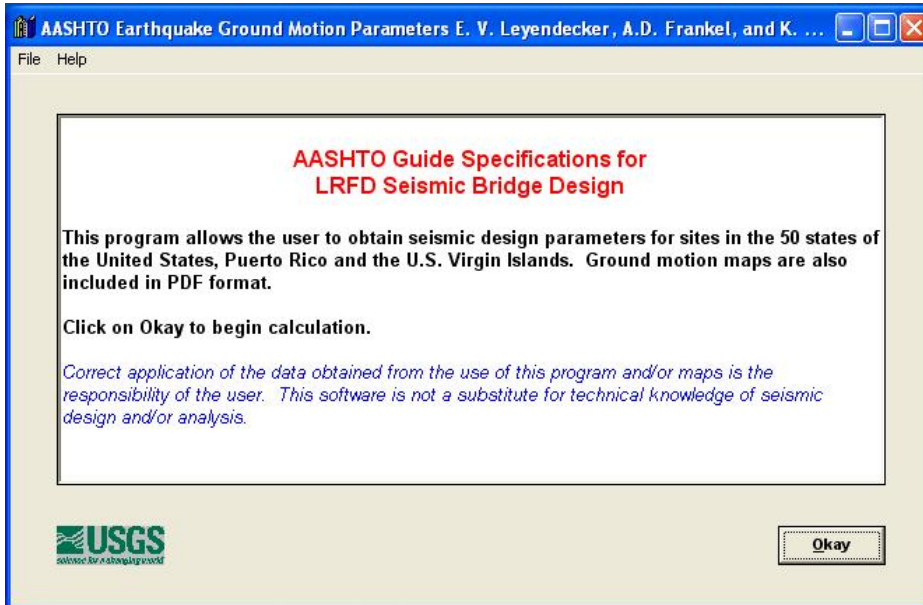 AASHTO Earthquake Ground Motion Parameters E. V. Leyendecker, A.D. Frankel, and K. ...
File Help
AASHTO Guide Specifications for
LRFD Seismic Bridge Design
This program allows the user to obtain seismic design parameters for sites in the 50 states of
the United States, Puerto Rico and the U.S. Virgin Islands. Ground motion maps are also
included in PDF format.
Click on Okay to begin calculation.
Correct application of the data obtained from the use of this program and/or maps is the
responsibility of the user. This software is not a substitute for technical knowledge of seismic
design and/or analysis.
USGS
science for a changing world
Okay